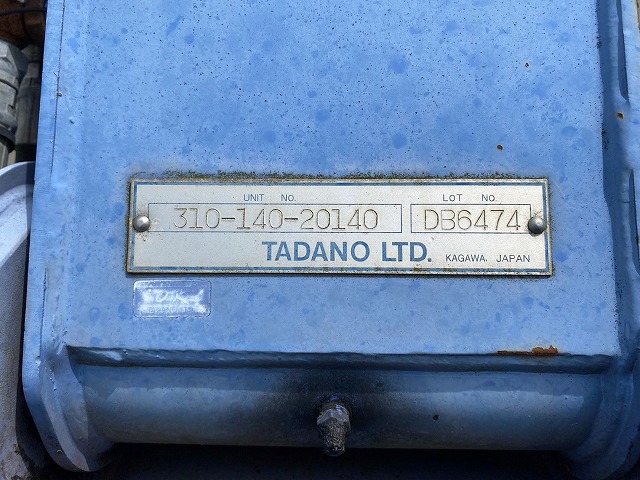 UNIT NO. LOT NO.
310-140-20140 DB6474
TADANO LTD. KAGAWA, JAPAN